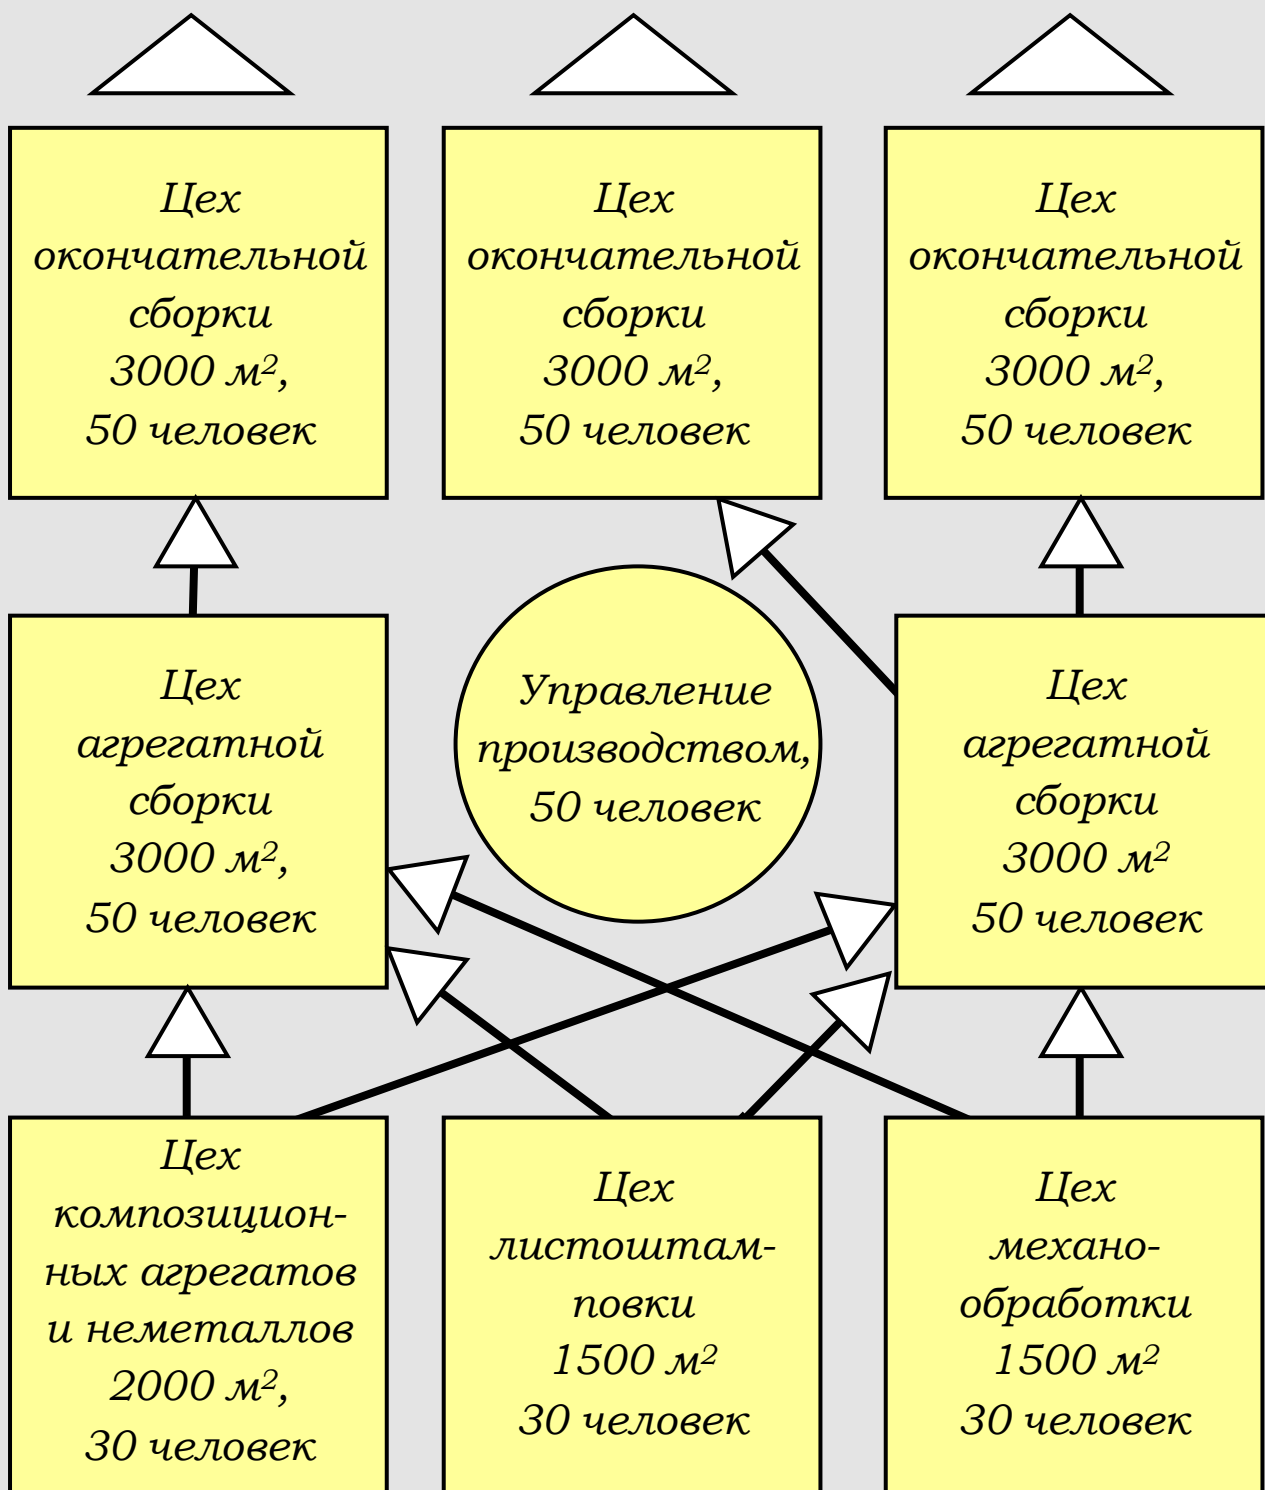 Цех
окончательной
сборки
3000 м²,
50 человек
Цех
окончательной
сборки
3000 м²,
50 человек
Цех
окончательной
сборки
3000 м²,
50 человек
Цех
агрегатной
сборки
3000 м²,
50 человек
Управление
производством,
50 человек
Цех
агрегатной
сборки
3000 м²
50 человек
Цех
композицион-
ных агрегатов
и неметаллов
2000 м²,
30 человек
Цех
листоштам-
повки
1500 м²
30 человек
Цех
механо-
обработки
1500 м²
30 человек